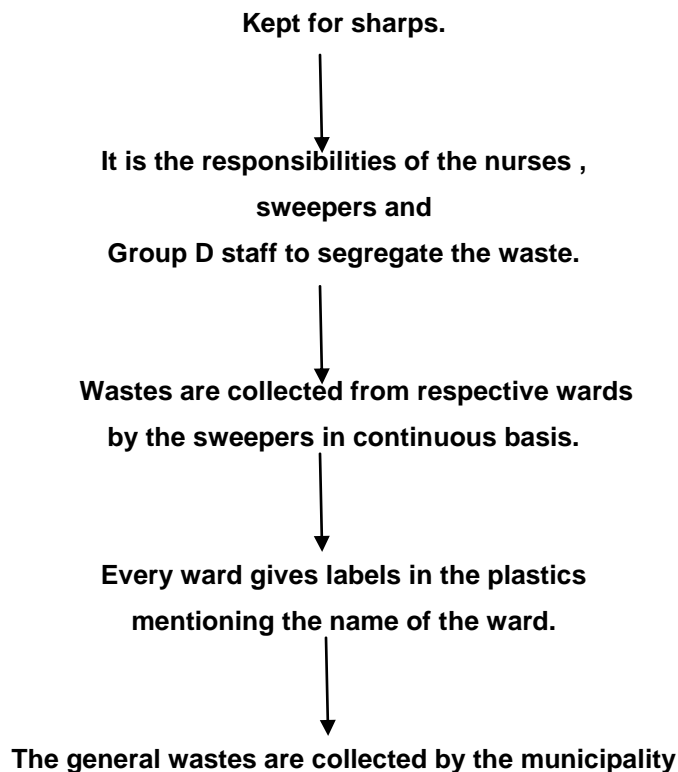 Kept for sharps.
It is the responsibilities of the nurses ,
sweepers and
Group D staff to segregate the waste.
Wastes are collected from respective wards
by the sweepers in continuous basis.
Every ward gives labels in the plastics
mentioning the name of the ward.
The general wastes are collected by the municipality